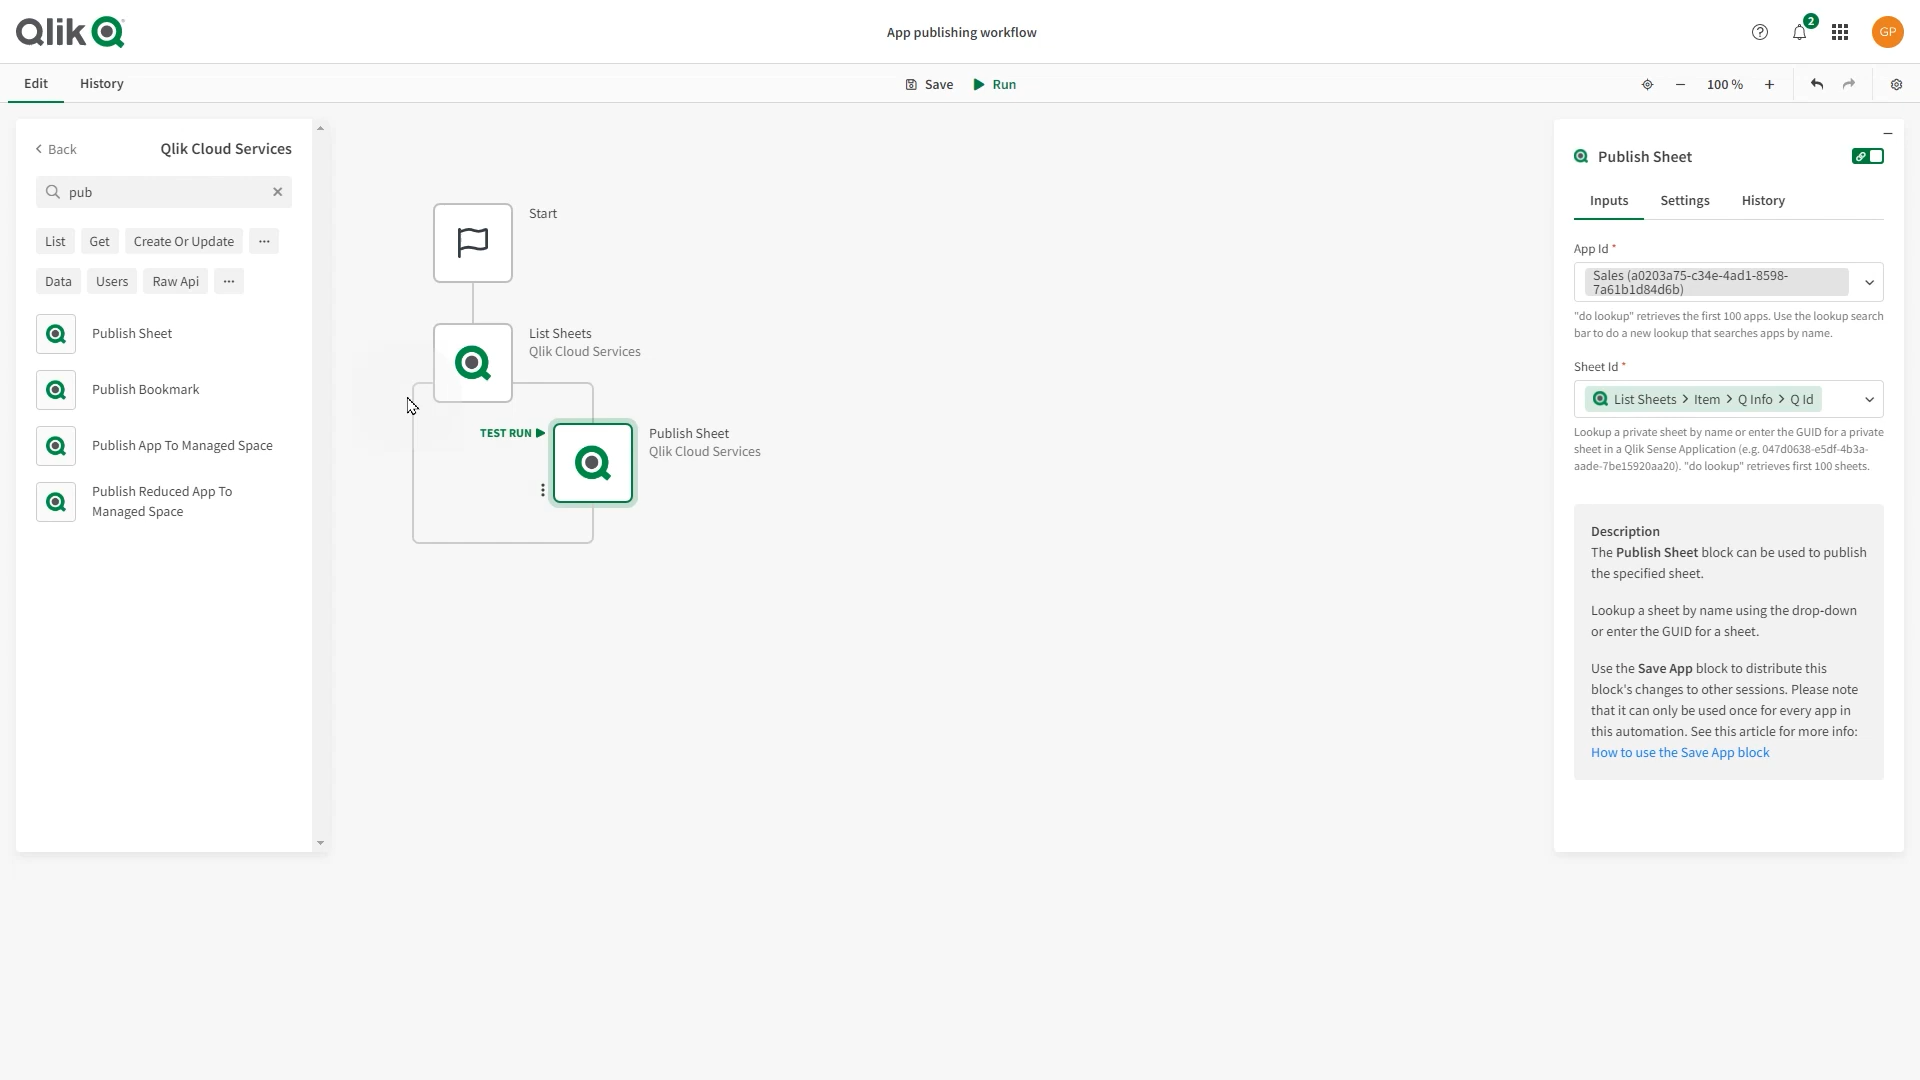 Qlik
App publishing workflow
2
GP
Edit
History
Save
Run
100 %
Back
Qlik Cloud Services
pub
List
Get
Create Or Update
...
Data
Users
Raw Api
...
Publish Sheet
Publish Bookmark
Publish App To Managed Space
Publish Reduced App To
Managed Space
Start
List Sheets
Qlik Cloud Services
TEST RUN
Publish Sheet
Qlik Cloud Services
Publish Sheet
Inputs
Settings
History
App Id *
Sales (a0203a75-c34e-4ad1-8598-
7a61b1d84d6b)
"do lookup" retrieves the first 100 apps. Use the lookup search
bar to do a new lookup that searches apps by name.
Sheet Id *
List Sheets > Item > Q Info > Q Id
Lookup a private sheet by name or enter the GUID for a private
sheet in a Qlik Sense Application (e.g. 047d0638-e5df-4b3a-
aade-7be15920aa20). "do lookup" retrieves first 100 sheets.
Description
The Publish Sheet block can be used to publish
the specified sheet.
Lookup a sheet by name using the drop-down
or enter the GUID for a sheet.
Use the Save App block to distribute this
block's changes to other sessions. Please note
that it can only be used once for every app in
this automation. See this article for more info:
How to use the Save App block